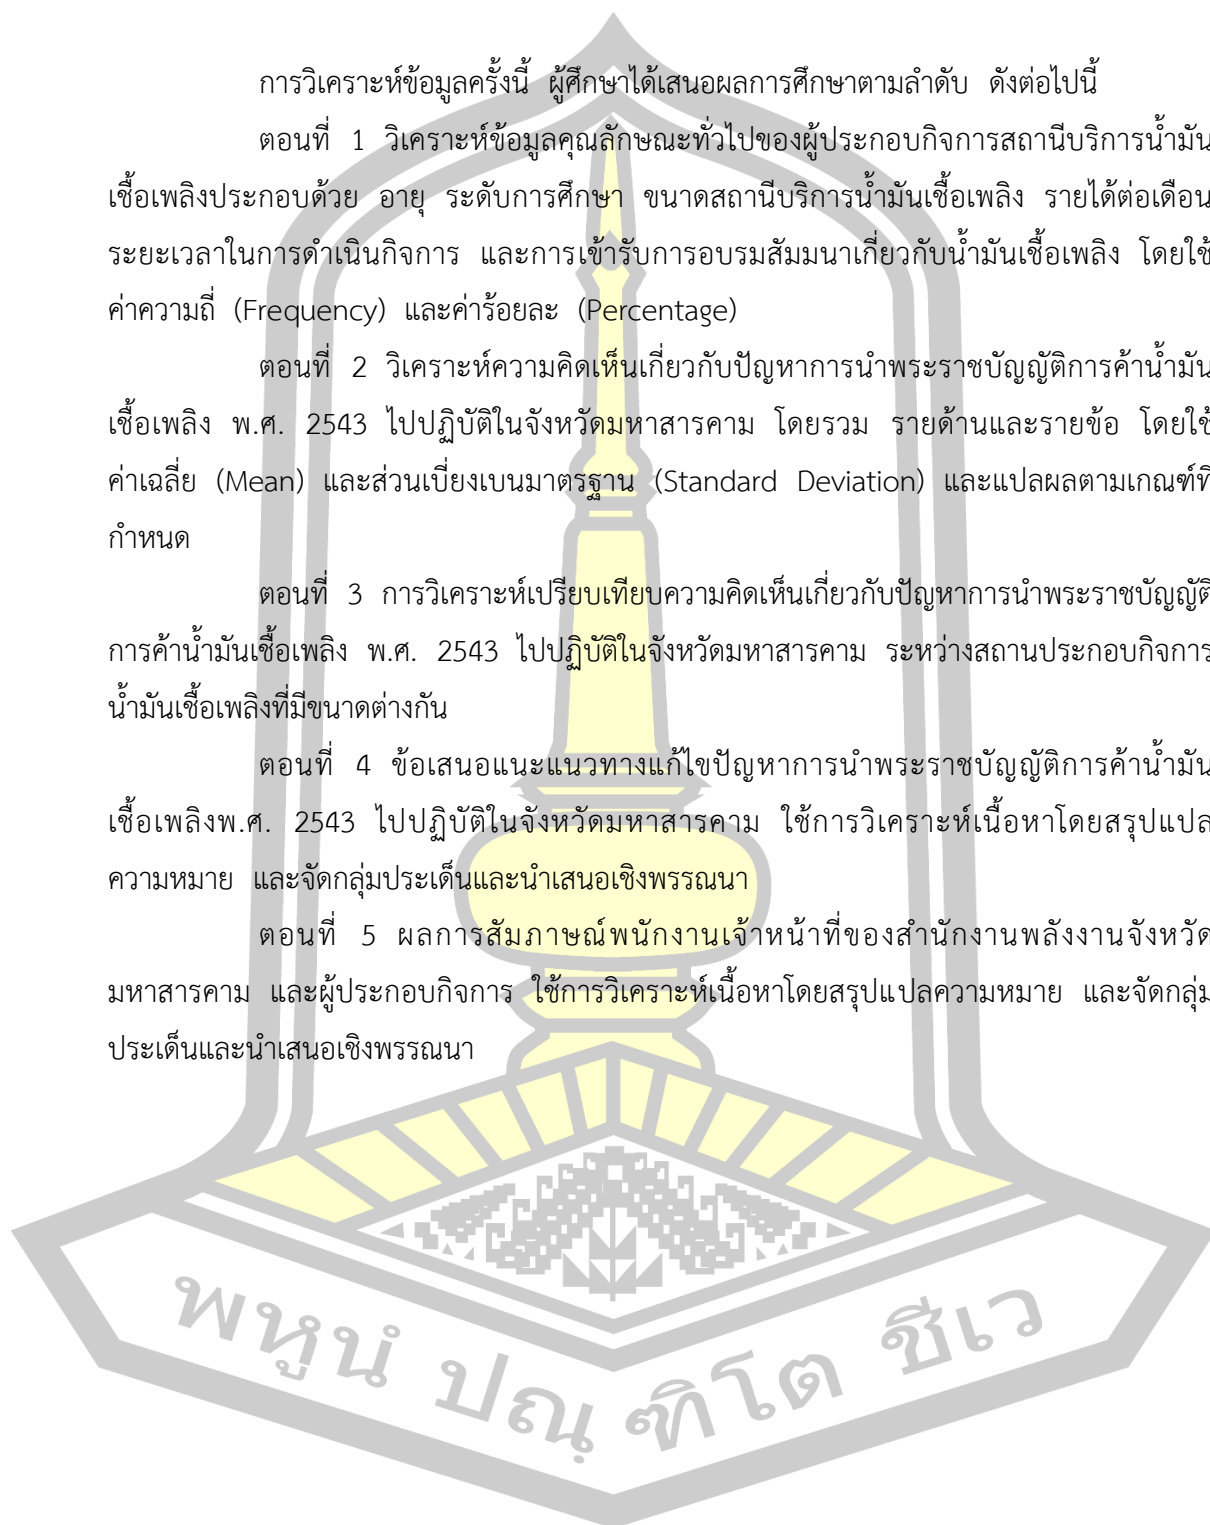 การวิเคราะห์ข้อมูลครั้งนี้ ผู้ศึกษาได้เสนอผลการศึกษาตามลำดับ ดังต่อไปนี้
ตอนที่ 1 วิเคราะห์ข้อมูลคุณลักษณะทั่วไปของผู้ประกอบกิจการสถานีบริการน้ำมัน
เชื้อเพลิงประกอบด้วย อายุ ระดับการศึกษา ขนาดสถานีบริการน้ำมันเชื้อเพลิง รายได้ต่อเดือน
ระยะเวลาในการดำเนินกิจการ และการเข้ารับการอบรมสัมมนาเกี่ยวกับน้ำมันเชื้อเพลิง โดยใช้
ค่าความถี่ (Frequency) และค่าร้อยละ (Percentage)
ตอนที่ 2 วิเคราะห์ความคิดเห็นเกี่ยวกับปัญหาการนำพระราชบัญญัติการค้าน้ำมัน
เชื้อเพลิง พ.ศ. 2543 ไปปฏิบัติในจังหวัดมหาสารคาม โดยรวม รายด้านและรายข้อ โดยใช้
ค่าเฉลี่ย (Mean) และส่วนเบี่ยงเบนมาตรฐาน (Standard Deviation) และแปลผลตามเกณฑ์ที่
กำหนด
ตอนที่ 3 การวิเคราะห์เปรียบเทียบความคิดเห็นเกี่ยวกับปัญหาการนำพระราชบัญญัติ
การค้าน้ำมันเชื้อเพลิง พ.ศ. 2543 ไปปฏิบัติในจังหวัดมหาสารคาม ระหว่างสถานประกอบกิจการ
น้ำมันเชื้อเพลิงที่มีขนาดต่างกัน
ตอนที่ 4 ข้อเสนอแนะแนวทางแก้ไขปัญหาการนำพระราชบัญญัติการค้าน้ำมัน
เชื้อเพลิงพ.ศ. 2543 ไปปฏิบัติในจังหวัดมหาสารคาม ใช้การวิเคราะห์เนื้อหาโดยสรุปแปล
ความหมาย และจัดกลุ่มประเด็นและนำเสนอเชิงพรรณนา
ตอนที่ 5 ผลการสัมภาษณ์พนักงานเจ้าหน้าที่ของสำนักงานพลังงานจังหวัด
มหาสารคาม และผู้ประกอบกิจการ ใช้การวิเคราะห์เนื้อหาโดยสรุปแปลความหมาย และจัดกลุ่ม
ประเด็นและนำเสนอเชิงพรรณนา
พหูนํ ปณฺฑิโต ชีเว